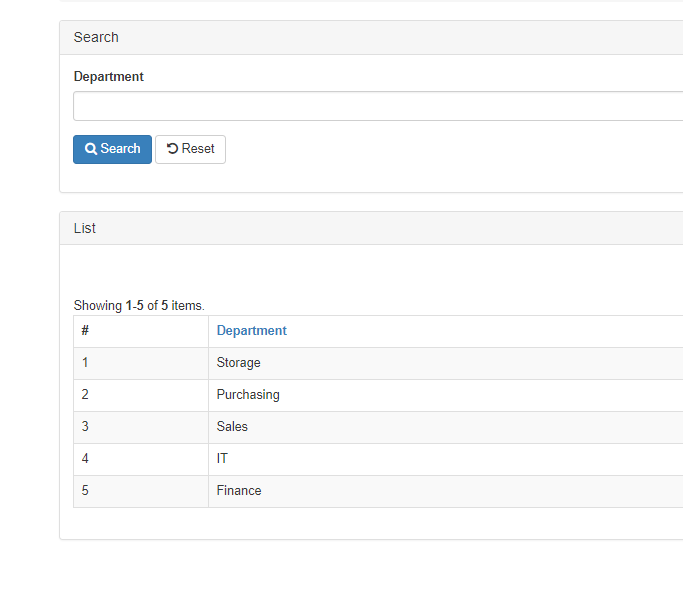 Search
Department
Search Reset
List
Showing 1-5 of 5 items.
# Department
1 Storage
2 Purchasing
3 Sales
4 IT
5 Finance